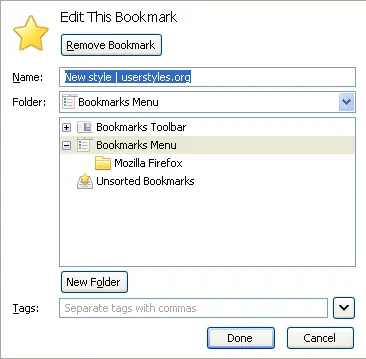 Edit This Bookmark
Remove Bookmark
Name: New style | userstyles.org
Folder: Bookmarks Menu
Bookmarks Toolbar
Bookmarks Menu
Mozilla Firefox
Unsorted Bookmarks
New Folder
Tags: Separate tags with commas
Done Cancel